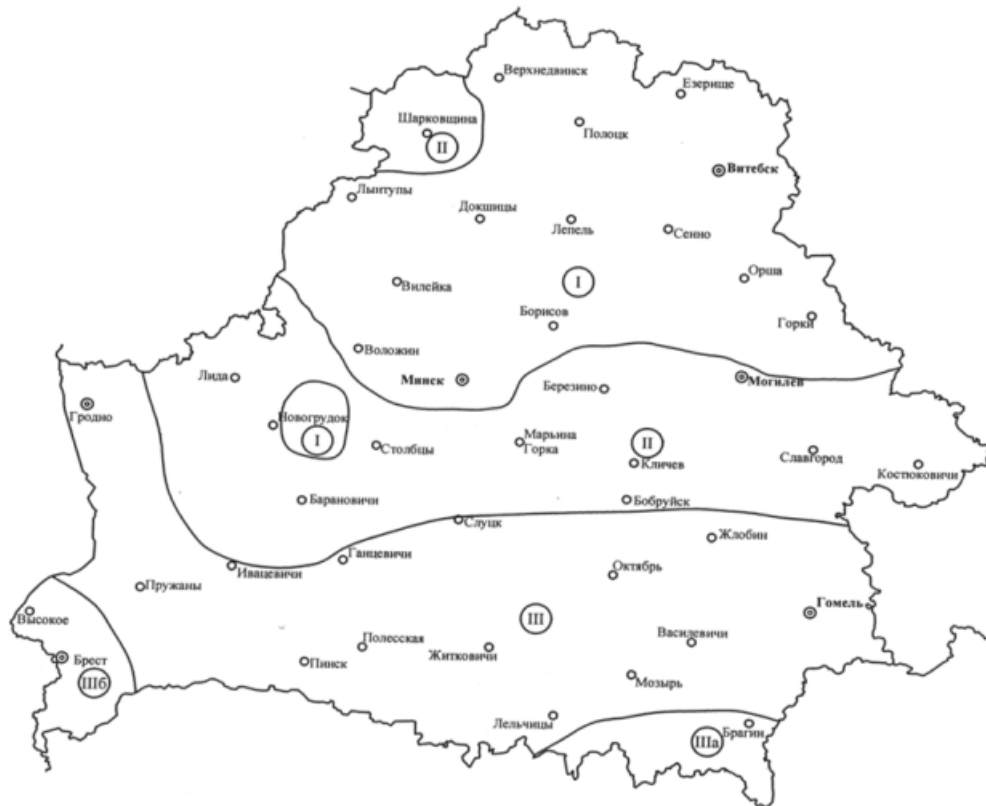 Верхнедвинск
Езерище
Шарковщина
Полоцк
II
Витебск
Лынтупы
Докшицы
Лепель
Сенно
Орша
Вилейка
I
Борисов
Горки
Воложин
Лида
Минск
Березино
Могилев
Гродно
Новогрудок
I
Столбцы
Марьина
Горка
II
Кличев
Славгород
Костюковичи
Барановичи
Бобруйск
Слуцк
Жлобин
Ганцевичи
Ивацевичи
Октябрь
Пружаны
Высокое
III
Гомель
Полесская
Житковичи
Василевичи
Брест
Пинск
IIIб
Мозырь
Лельчицы
Брагин
IIIа